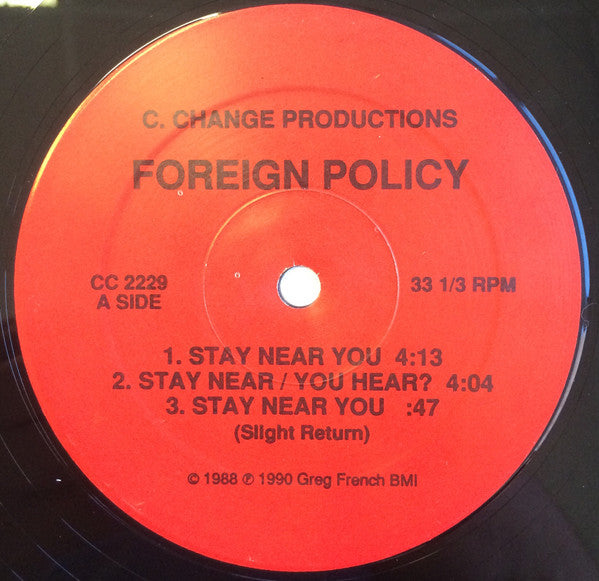 C. CHANGE PRODUCTIONS
FOREIGN POLICY
CC 2229
A SIDE
33 1/3 RPM
1. STAY NEAR YOU 4:13
2. STAY NEAR / YOU HEAR? 4:04
3. STAY NEAR YOU :47
(Slight Return)
© 1988 ℗ 1990 Greg French BMI